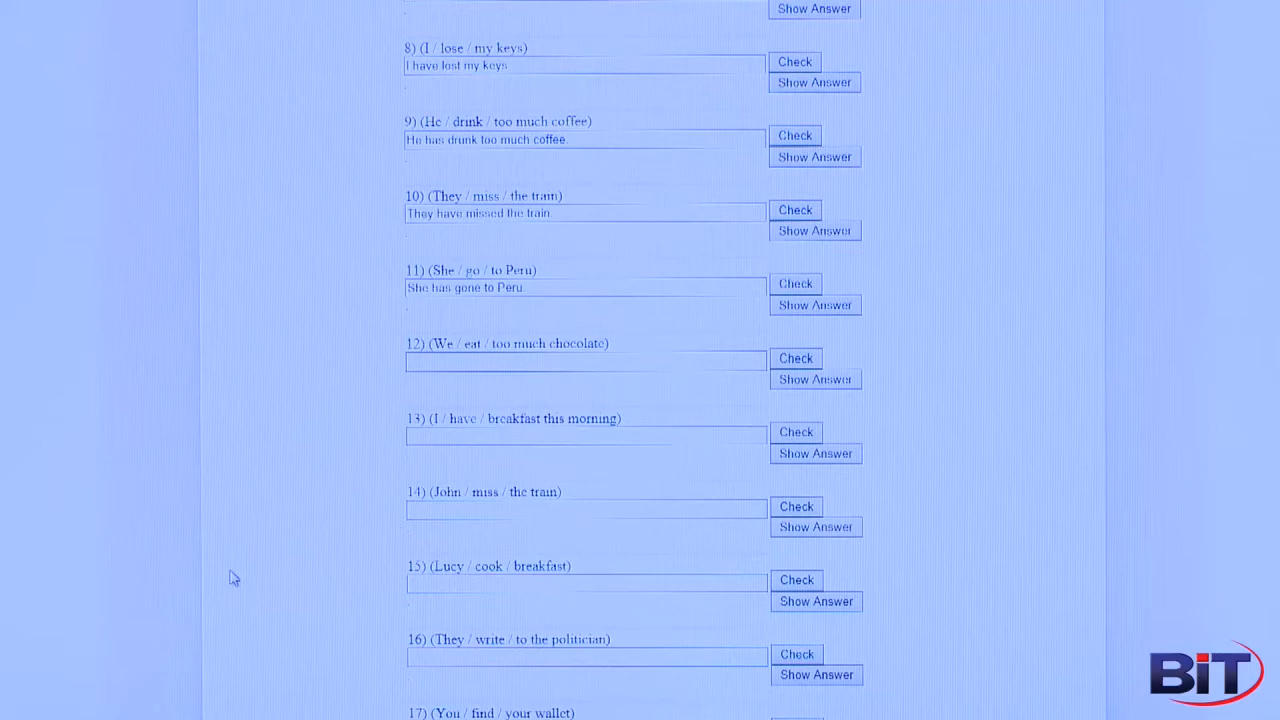 Show Answer
8) (I / lose / my keys)
I have lost my keys
Check
Show Answer
9) (He / drink / too much coffee)
He has drunk too much coffee.
Check
Show Answer
10) (They / miss / the train)
They have missed the train.
Check
Show Answer
11) (She / go / to Peru)
She has gone to Peru.
Check
Show Answer
12) (We / eat / too much chocolate)
Check
Show Answer
13) (I / have / breakfast this morning)
Check
Show Answer
14) (John / miss / the train)
Check
Show Answer
15) (Lucy / cook / breakfast)
Check
Show Answer
16) (They / write / to the politician)
Check
Show Answer
17) (You / find / your wallet)
BiT